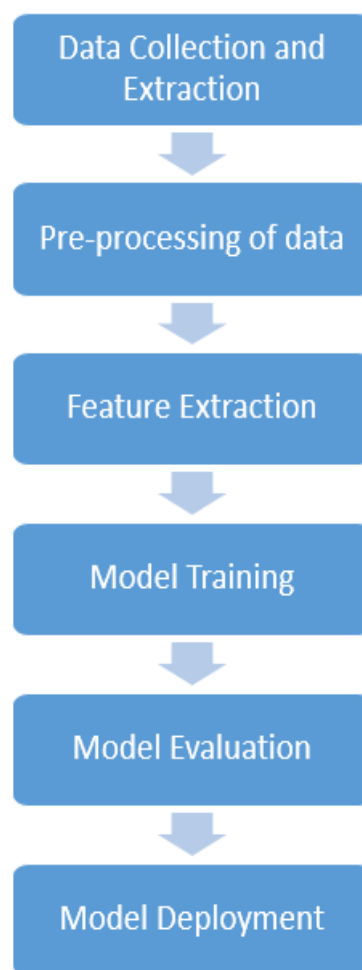 Data Collection and
Extraction
Pre-processing of data
Feature Extraction
Model Training
Model Evaluation
Model Deployment